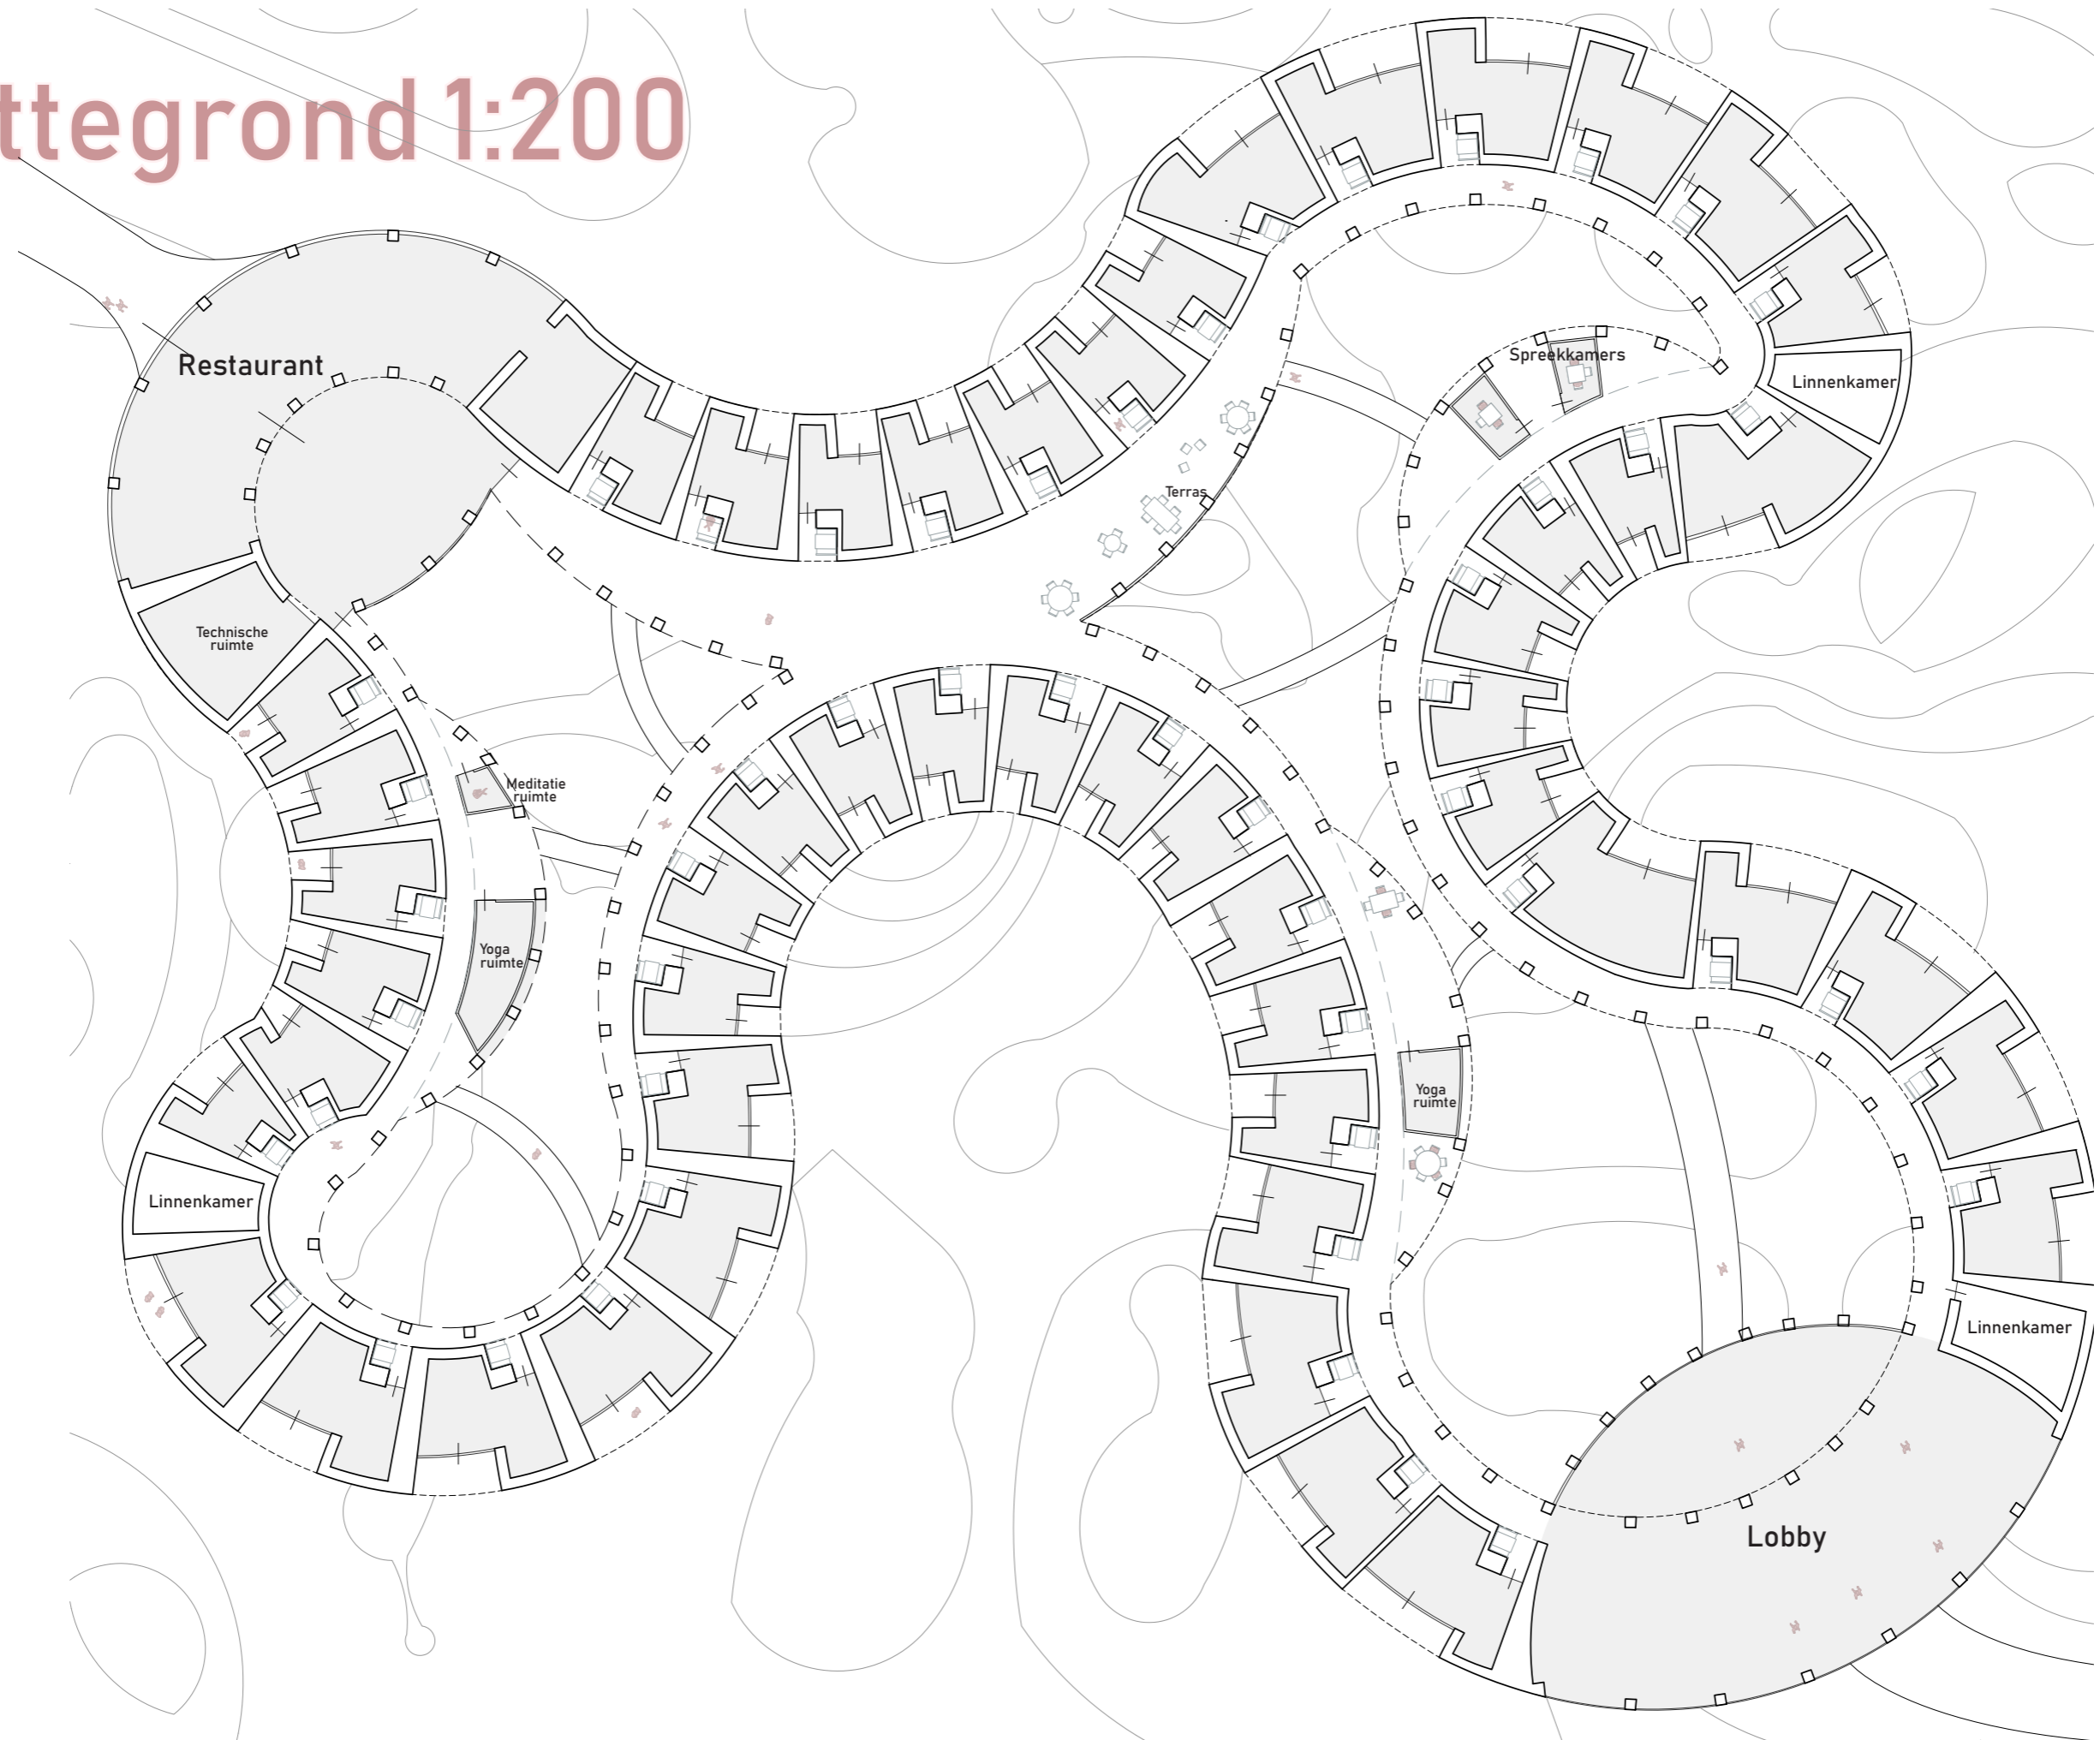 ttegrond 1:200
Restaurant
Spreekkamers
Linnenkamer
Terras
Technische
ruimte
Meditatie
ruimte
Yoga
ruimte
Yoga
ruimte
Linnenkamer
Linnenkamer
Lobby